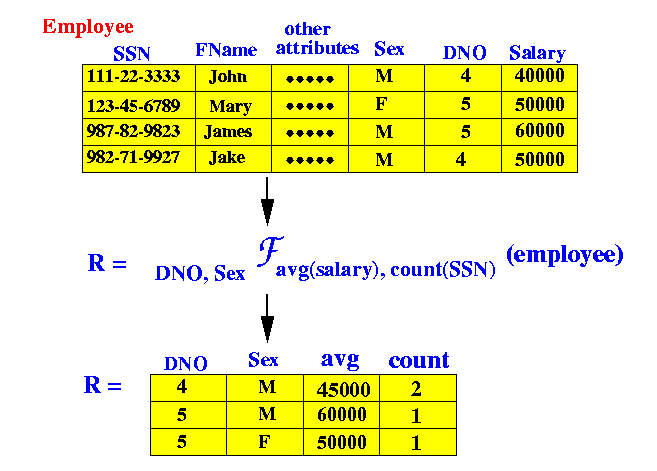 Employee
SSN FName other attributes Sex DNO Salary
111-22-3333 John ••••• M 4 40000
123-45-6789 Mary ••••• F 5 50000
987-82-9823 James ••••• M 5 60000
982-71-9927 Jake ••••• M 4 50000
R = DNO, Sex ℱ avg(salary), count(SSN) (employee)
DNO Sex avg count
R =
4 M 45000 2
5 M 60000 1
5 F 50000 1